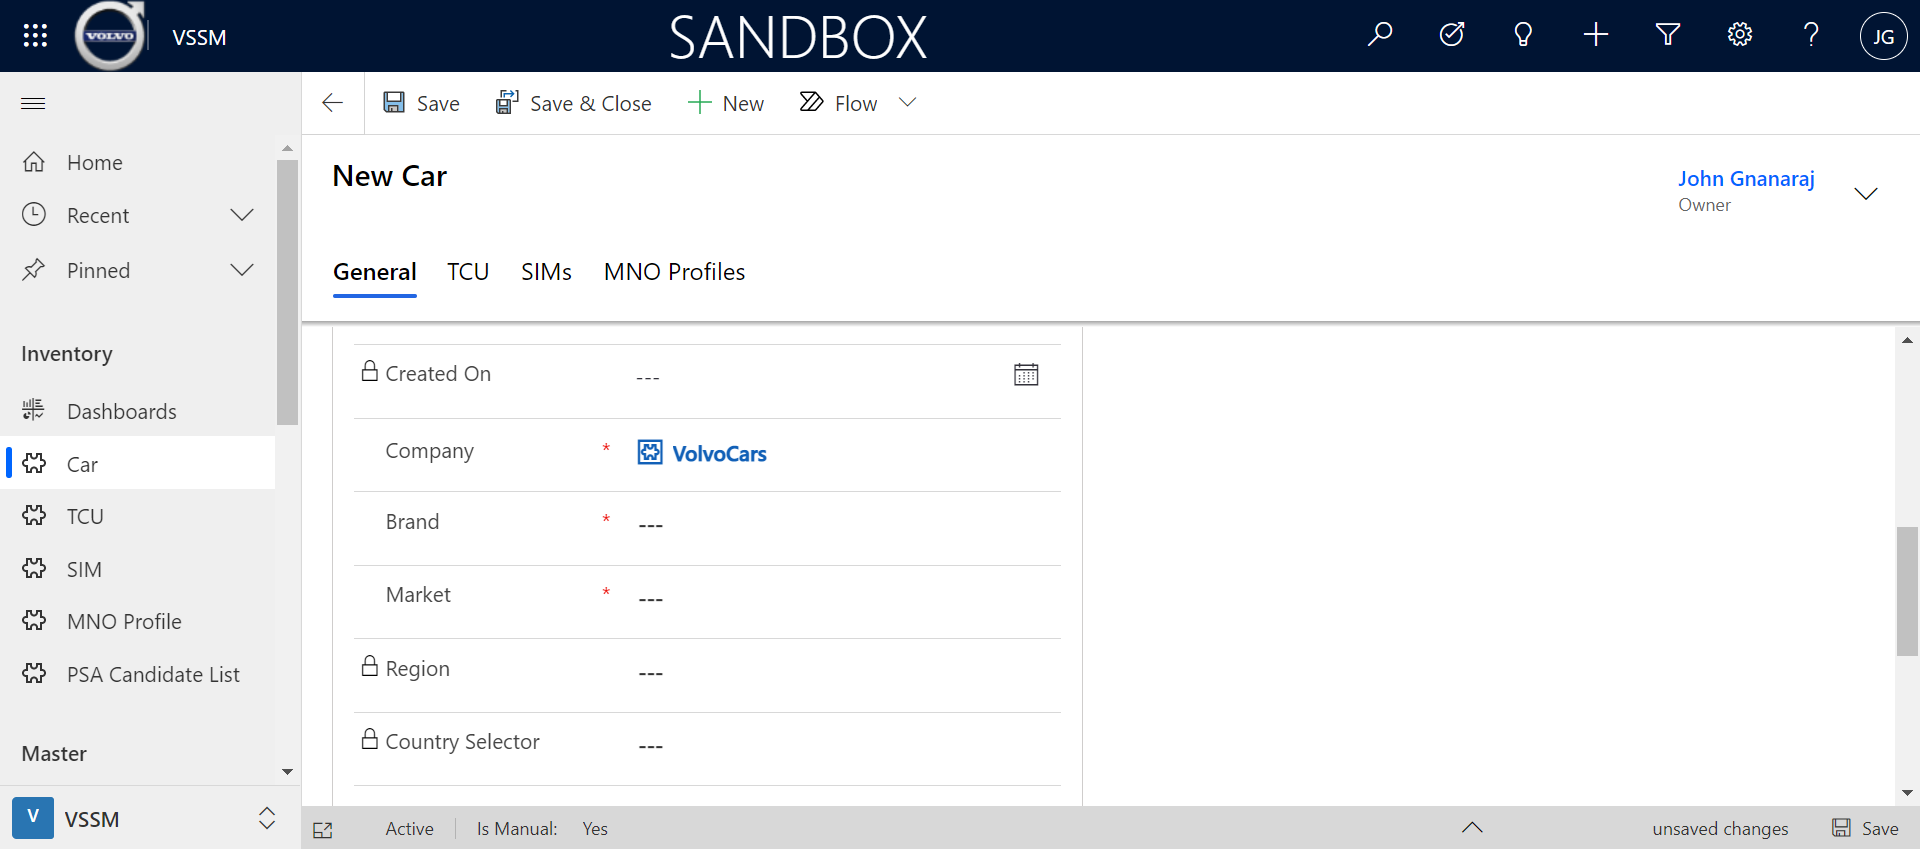 VOLVO
VSSM
SANDBOX
JG
Save
Save & Close
New
Flow
Home
Recent
Pinned
Inventory
Dashboards
Car
TCU
SIM
MNO Profile
PSA Candidate List
Master
V VSSM
New Car
John Gnanaraj
Owner
General TCU SIMs MNO Profiles
Created On ---
Company * VolvoCars
Brand * ---
Market * ---
Region ---
Country Selector ---
Active Is Manual: Yes unsaved changes Save